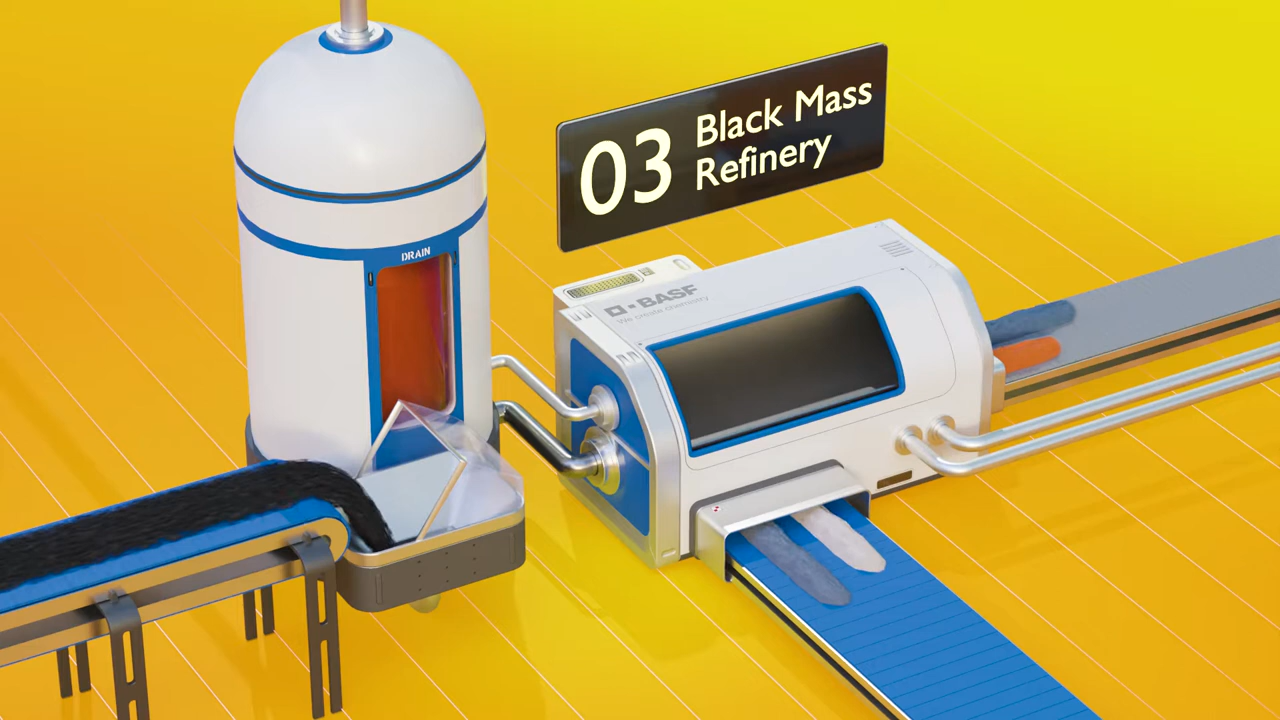 03
Black Mass
Refinery
DRAIN
BASF
We create chemistry